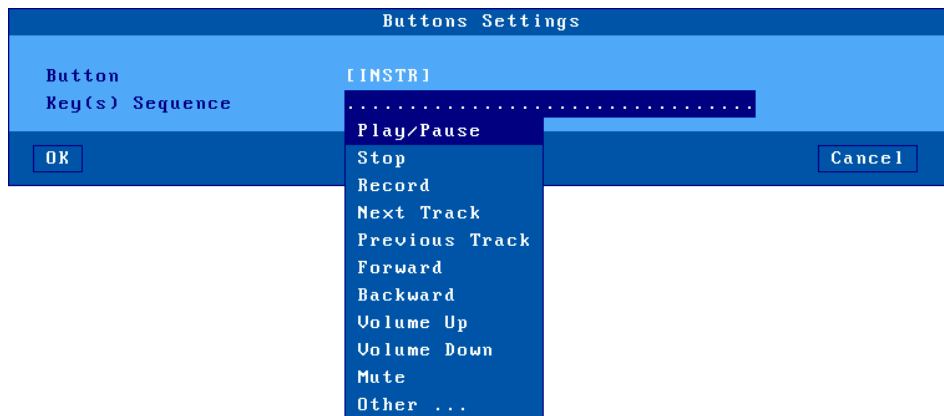 Buttons Settings
Button [INSTR]
Key(s) Sequence ..................................
Play/Pause
OK Stop Cancel
Record
Next Track
Previous Track
Forward
Backward
Volume Up
Volume Down
Mute
Other ...